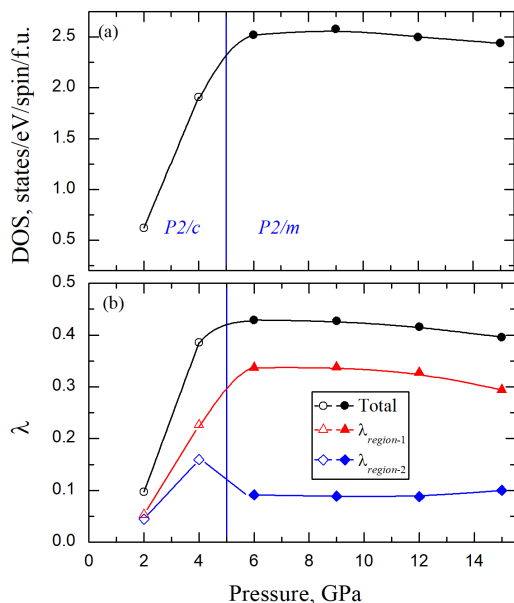 (a)
DOS, states/eV/spin/f.u.
2.5
2.0
1.5
1.0
0.5
P2/c
P2/m
(b)
λ
0.5
0.4
0.3
0.2
0.1
0.0
Total
λregion-1
λregion-2
0 2 4 6 8 10 12 14
Pressure, GPa